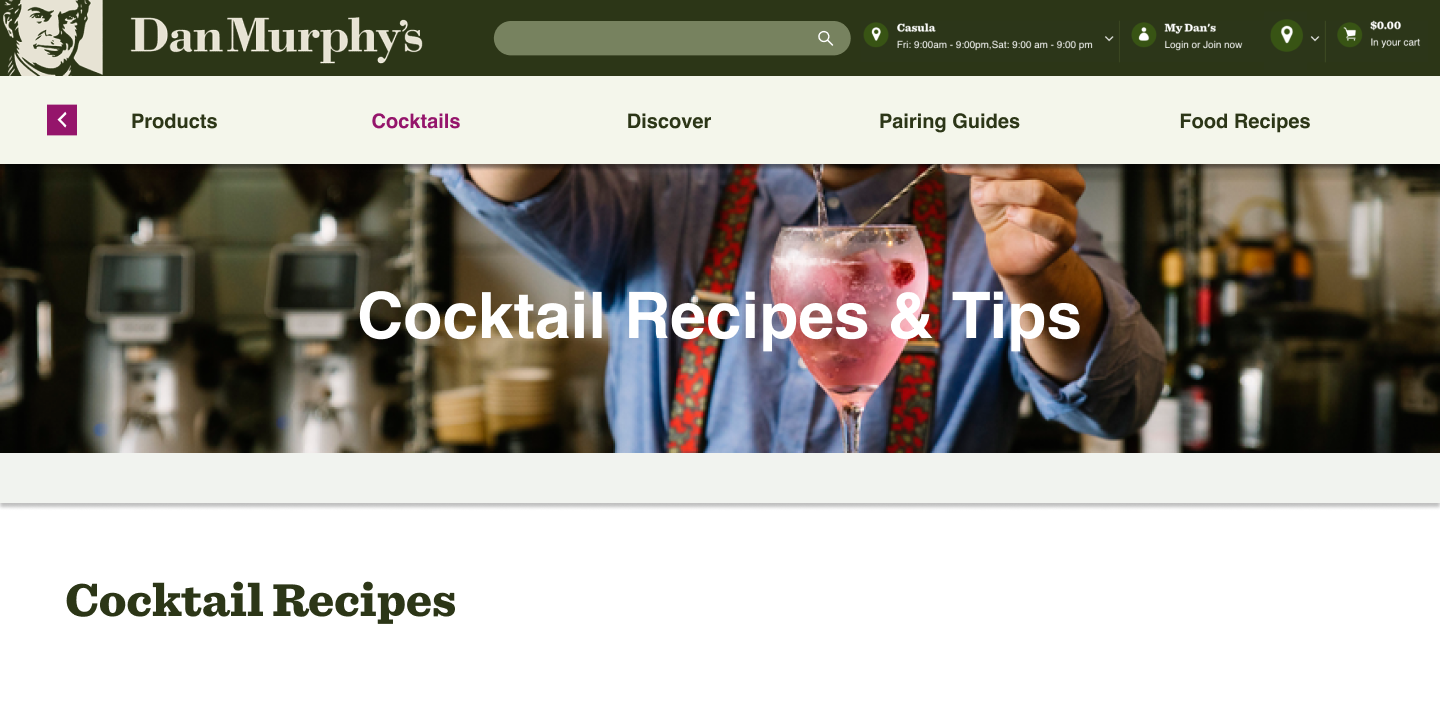 Dan Murphy's
Casula
Fri: 9:00am - 9:00pm,Sat: 9:00 am - 9:00 pm
My Dan's
Login or Join now
$0.00
In your cart
Products
Cocktails
Discover
Pairing Guides
Food Recipes
Cocktail Recipes & Tips
Cocktail Recipes